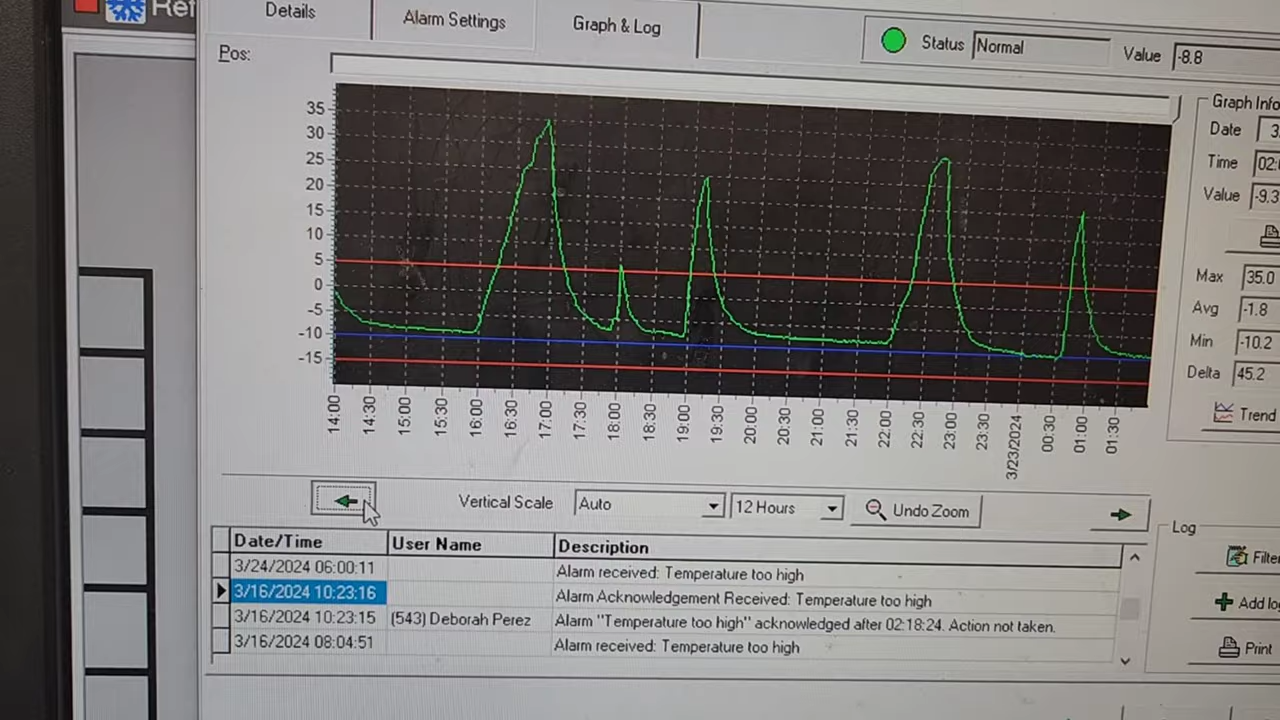 Ref
Details
Alarm Settings
Graph & Log
Status Normal
Value -8.8
Pos:
35
30
25
20
15
10
5
0
-5
-10
-15
14:00 14:30 15:00 15:30 16:00 16:30 17:00 17:30 18:00 18:30 19:00 19:30 20:00 20:30 21:00 21:30 22:00 22:30 23:00 23:30 3/23/2024 00:30 01:00 01:30
Graph Info
Date 3
Time 02:
Value -9.3
Max 35.0
Avg -1.8
Min -10.2
Delta 45.2
Trend
Vertical Scale Auto 12 Hours Undo Zoom
Date/Time User Name Description
3/24/2024 06:00:11 Alarm received: Temperature too high
3/16/2024 10:23:16 Alarm Acknowledgement Received: Temperature too high
3/16/2024 10:23:15 (543) Deborah Perez Alarm "Temperature too high" acknowledged after 02:18:24. Action not taken.
3/16/2024 08:04:51 Alarm received: Temperature too high
Log
Filter
Add log
Print